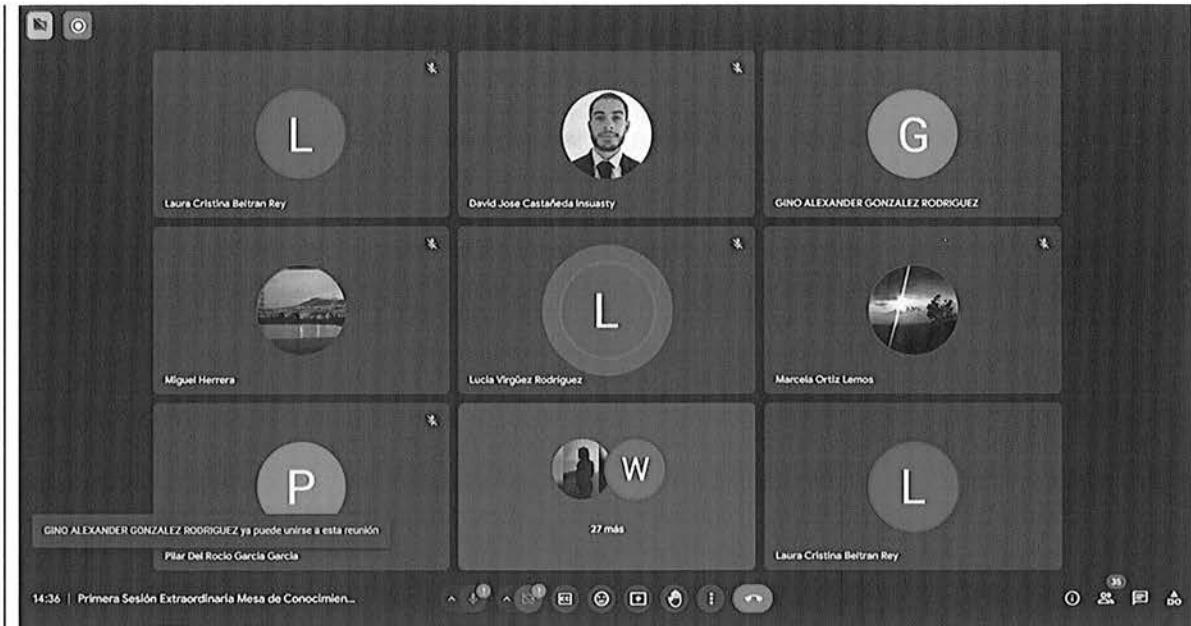 L
Laura Cristina Beltran Rey
David Jose Castañeda Insuasty
G
GINO ALEXANDER GONZALEZ RODRIGUEZ
Miguel Herrera
L
Lucia Virgüez Rodriguez
Marcela Ortiz Lemos
P
GINO ALEXANDER GONZALEZ RODRIGUEZ ya puede unirse a esta reunión
Pilar Del Rocio Garcia Garcia
W
27 más
L
Laura Cristina Beltran Rey
14:36 | Primera Sesión Extraordinaria Mesa de Conocimien...
35